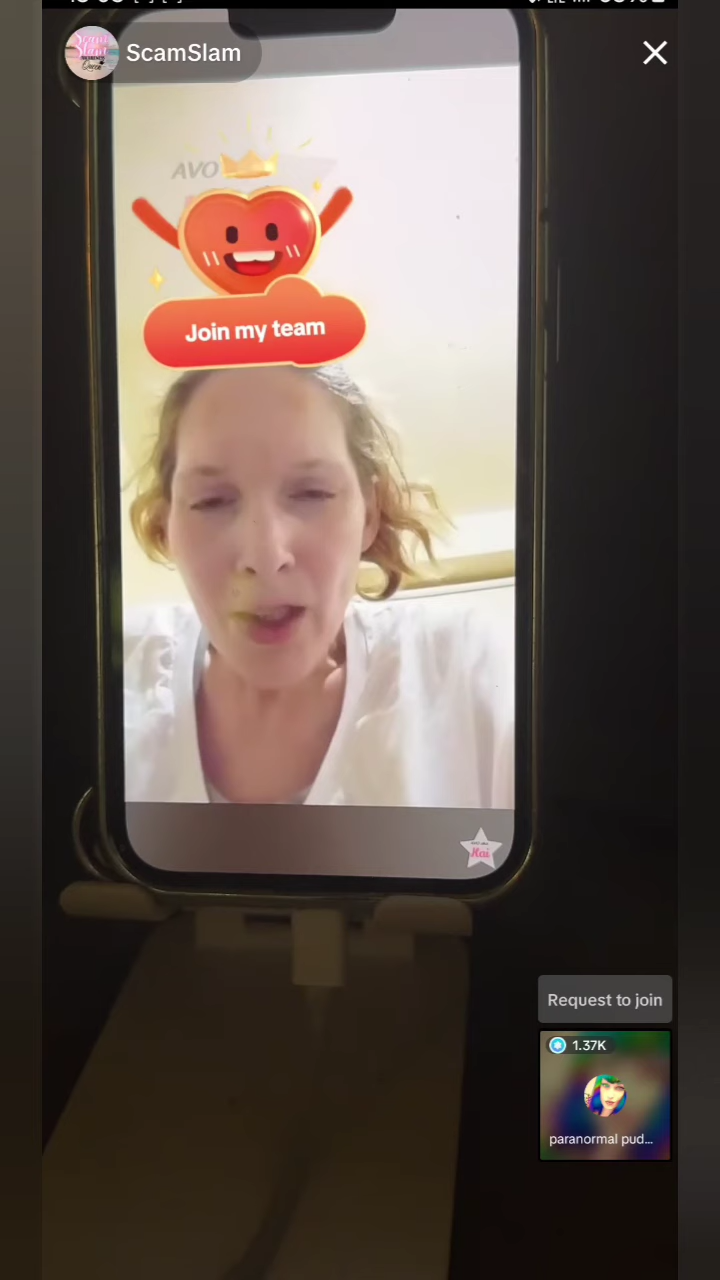 ScamSlam
AVO
Join my team
Kai
Request to join
1.37K
paranormal pud...